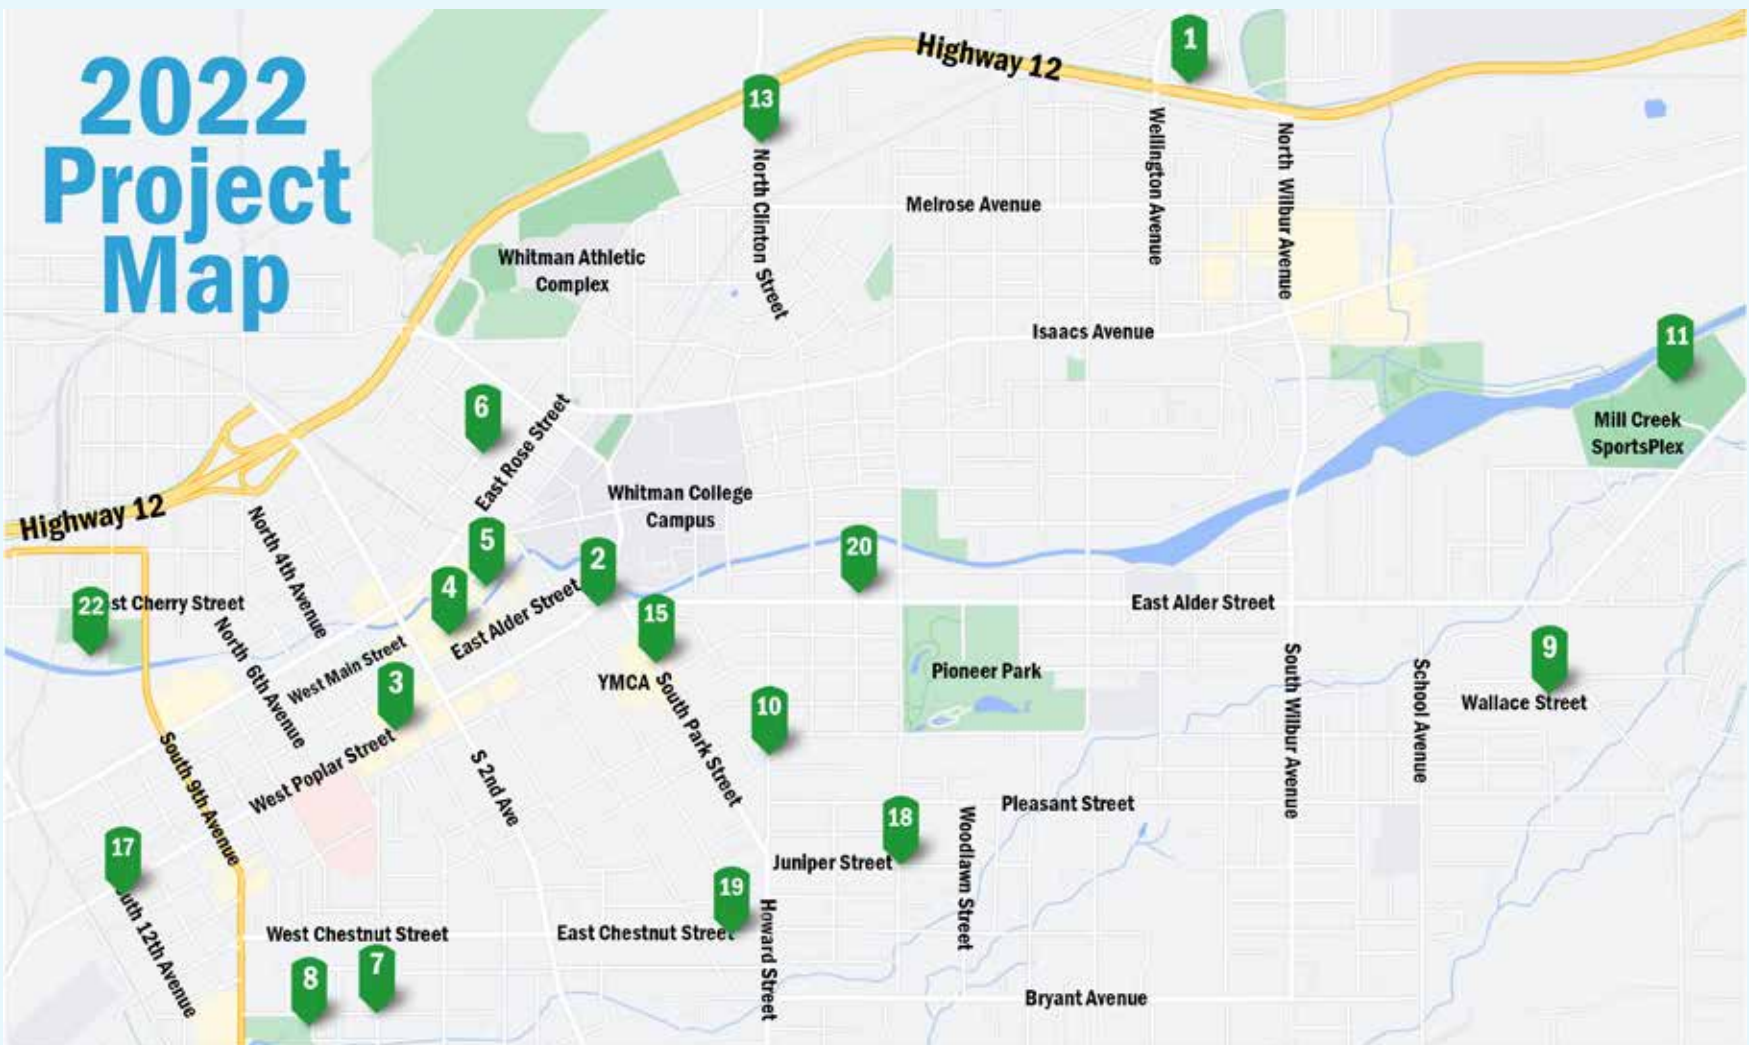 2022
Project
Map
Highway 12
1
13
Wellington Avenue
North Wilbur Avenue
North Clinton Street
Melrose Avenue
Whitman Athletic
Complex
Isaacs Avenue
11
Mill Creek
SportsPlex
6
East Rose Street
Whitman College
Campus
Highway 12
North 4th Avenue
5
2
20
4
22
st Cherry Street
East Alder Street
East Alder Street
15
North 6th Avenue
West Main Street
3
YMCA
South Park Street
Pioneer Park
South Wilbur Avenue
School Avenue
9
Wallace Street
10
South 9th Avenue
West Poplar Street
S 2nd Ave
Pleasant Street
18
Woodlawn Street
17
Juniper Street
19
outh 12th Avenue
West Chestnut Street
East Chestnut Street
Howard Street
8
7
Bryant Avenue